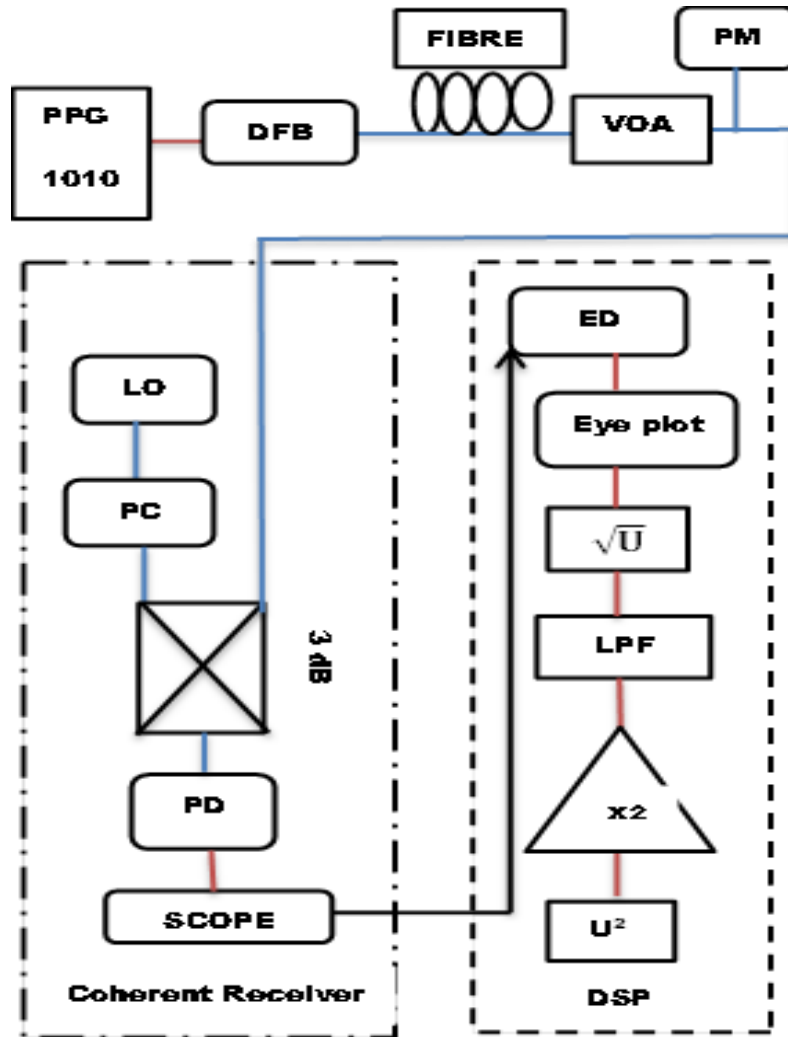 FIBRE
PM
PPG
1010
DFB
VOA
LO
PC
3 dB
PD
SCOPE
Coherent Receiver
ED
Eye plot
√U
LPF
x2
U²
DSP